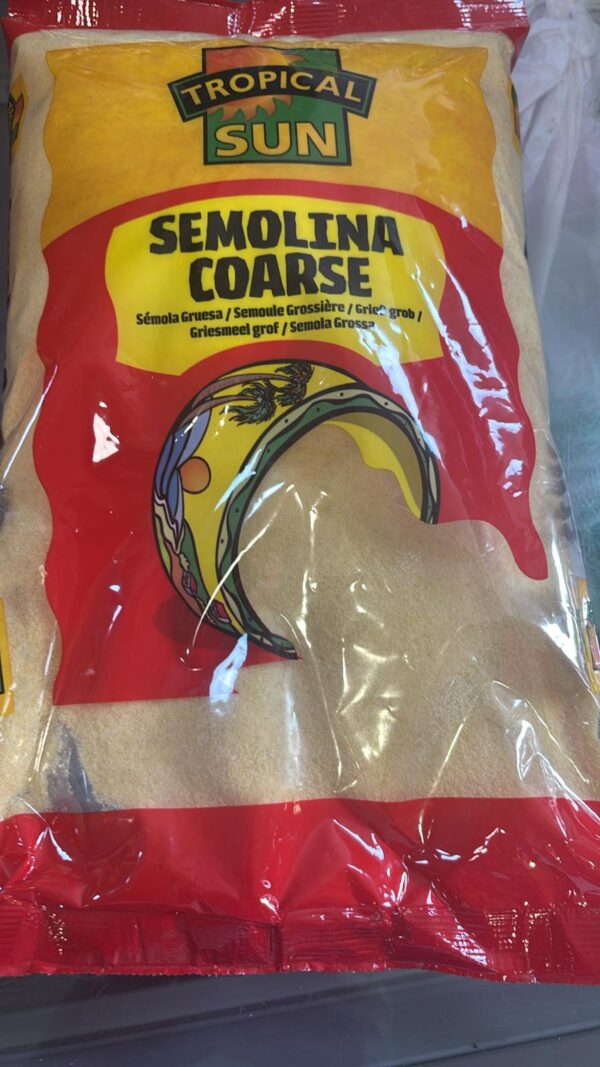 TROPICAL
SUN
SEMOLINA
COARSE
Sémola Gruesa / Semoule Grossière / Grieß grob /
Griesmeel grof / Semola Grossa